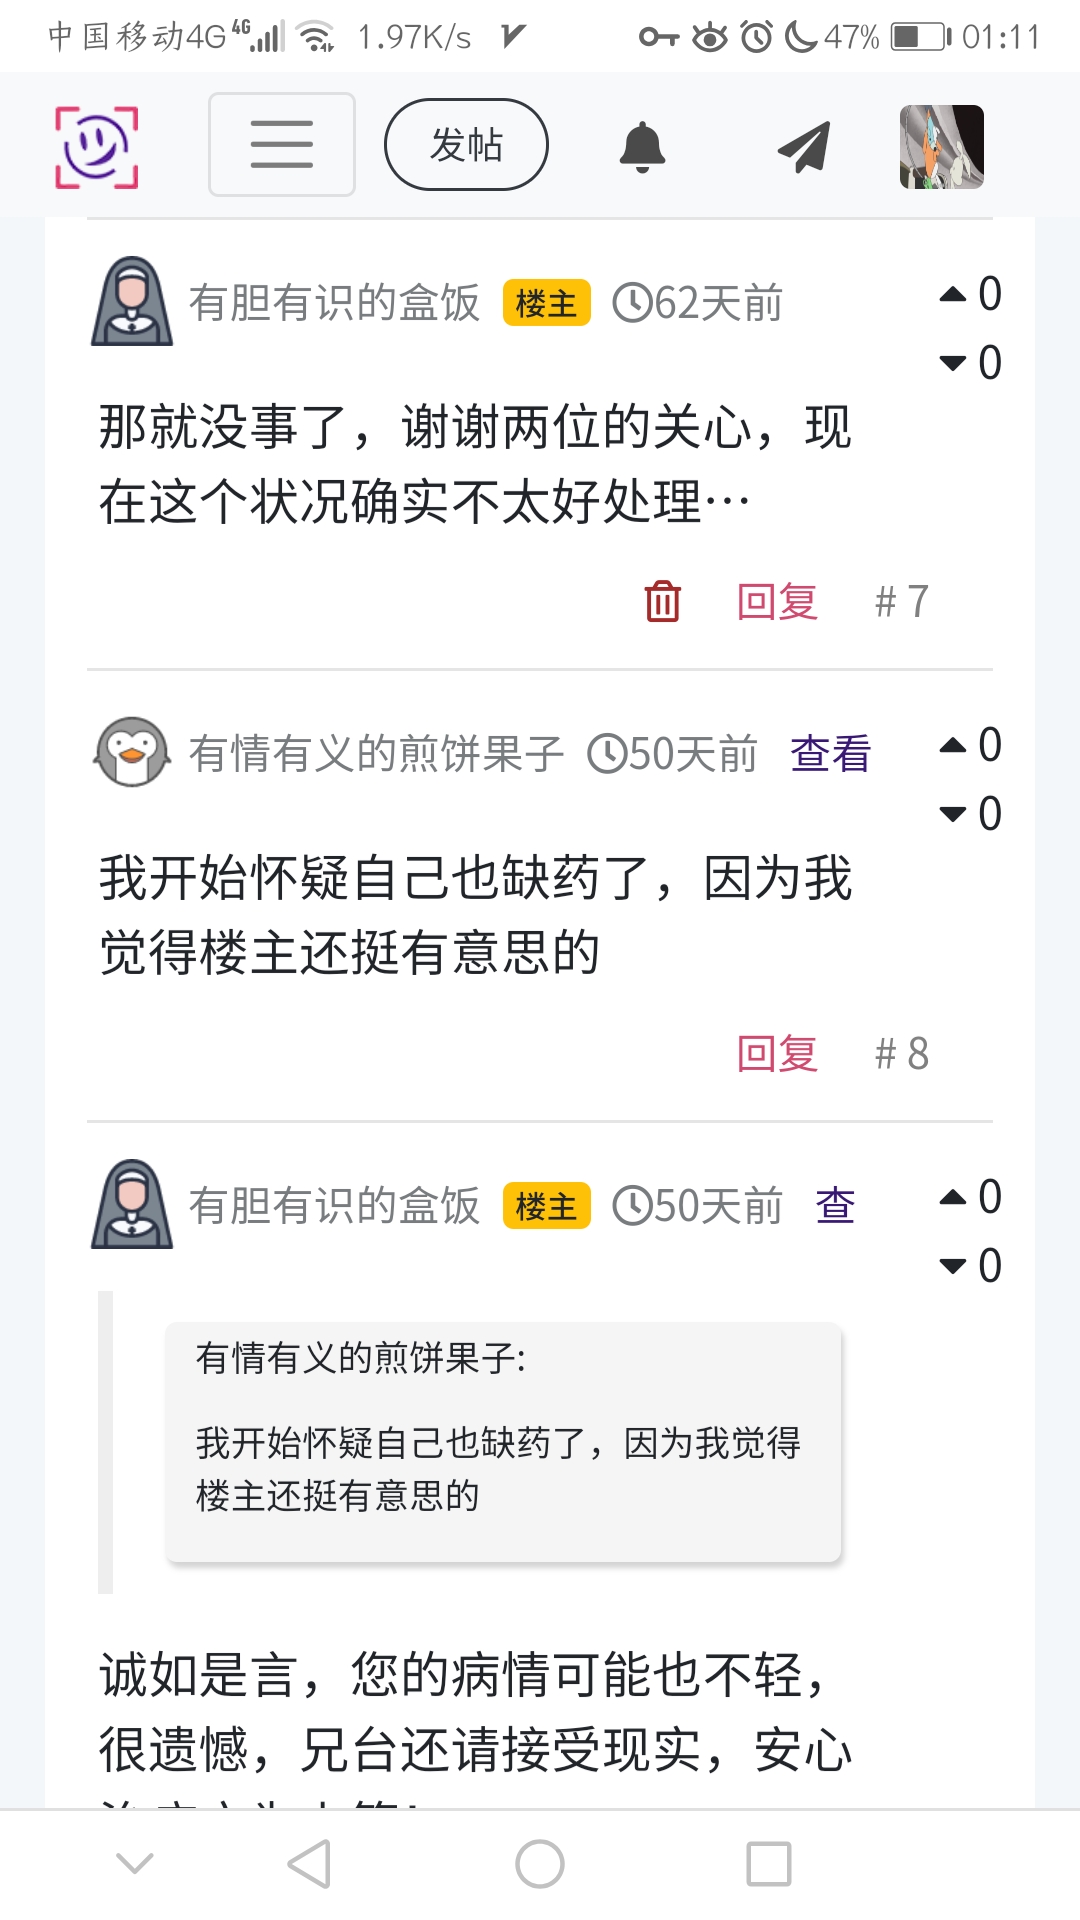 中国移动4G 4G 1.97K/s 47% 01:11
发帖
有胆有识的盒饭 楼主 62天前 0
0
那就没事了，谢谢两位的关心，现
在这个状况确实不太好处理…
回复 # 7
有情有义的煎饼果子 50天前 查看 0
0
我开始怀疑自己也缺药了，因为我
觉得楼主还挺有意思的
回复 # 8
有胆有识的盒饭 楼主 50天前 查 0
0
有情有义的煎饼果子:
我开始怀疑自己也缺药了，因为我觉得
楼主还挺有意思的
诚如是言，您的病情可能也不轻，
很遗憾，兄台还请接受现实，安心